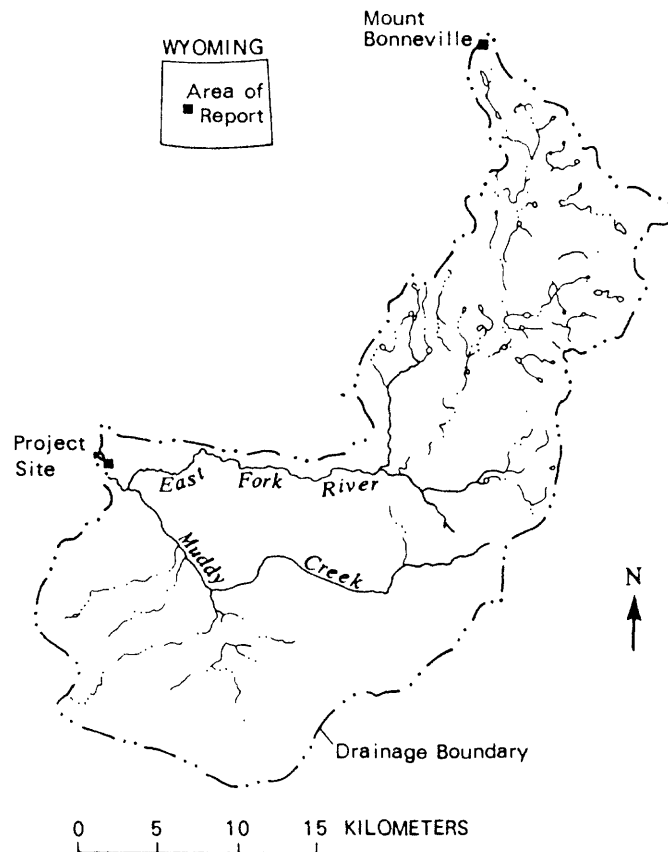 Mount
Bonneville
WYOMING
Area of
Report
Project
Site
East Fork River
Muddy Creek
N
Drainage Boundary
0 5 10 15 KILOMETERS